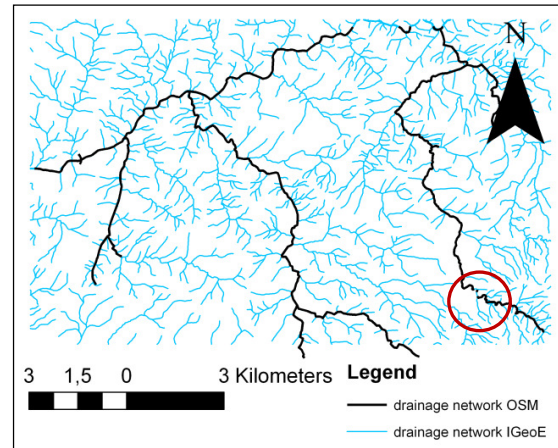 N
3 1,5 0 3 Kilometers
Legend
drainage network OSM
drainage network IGeoE